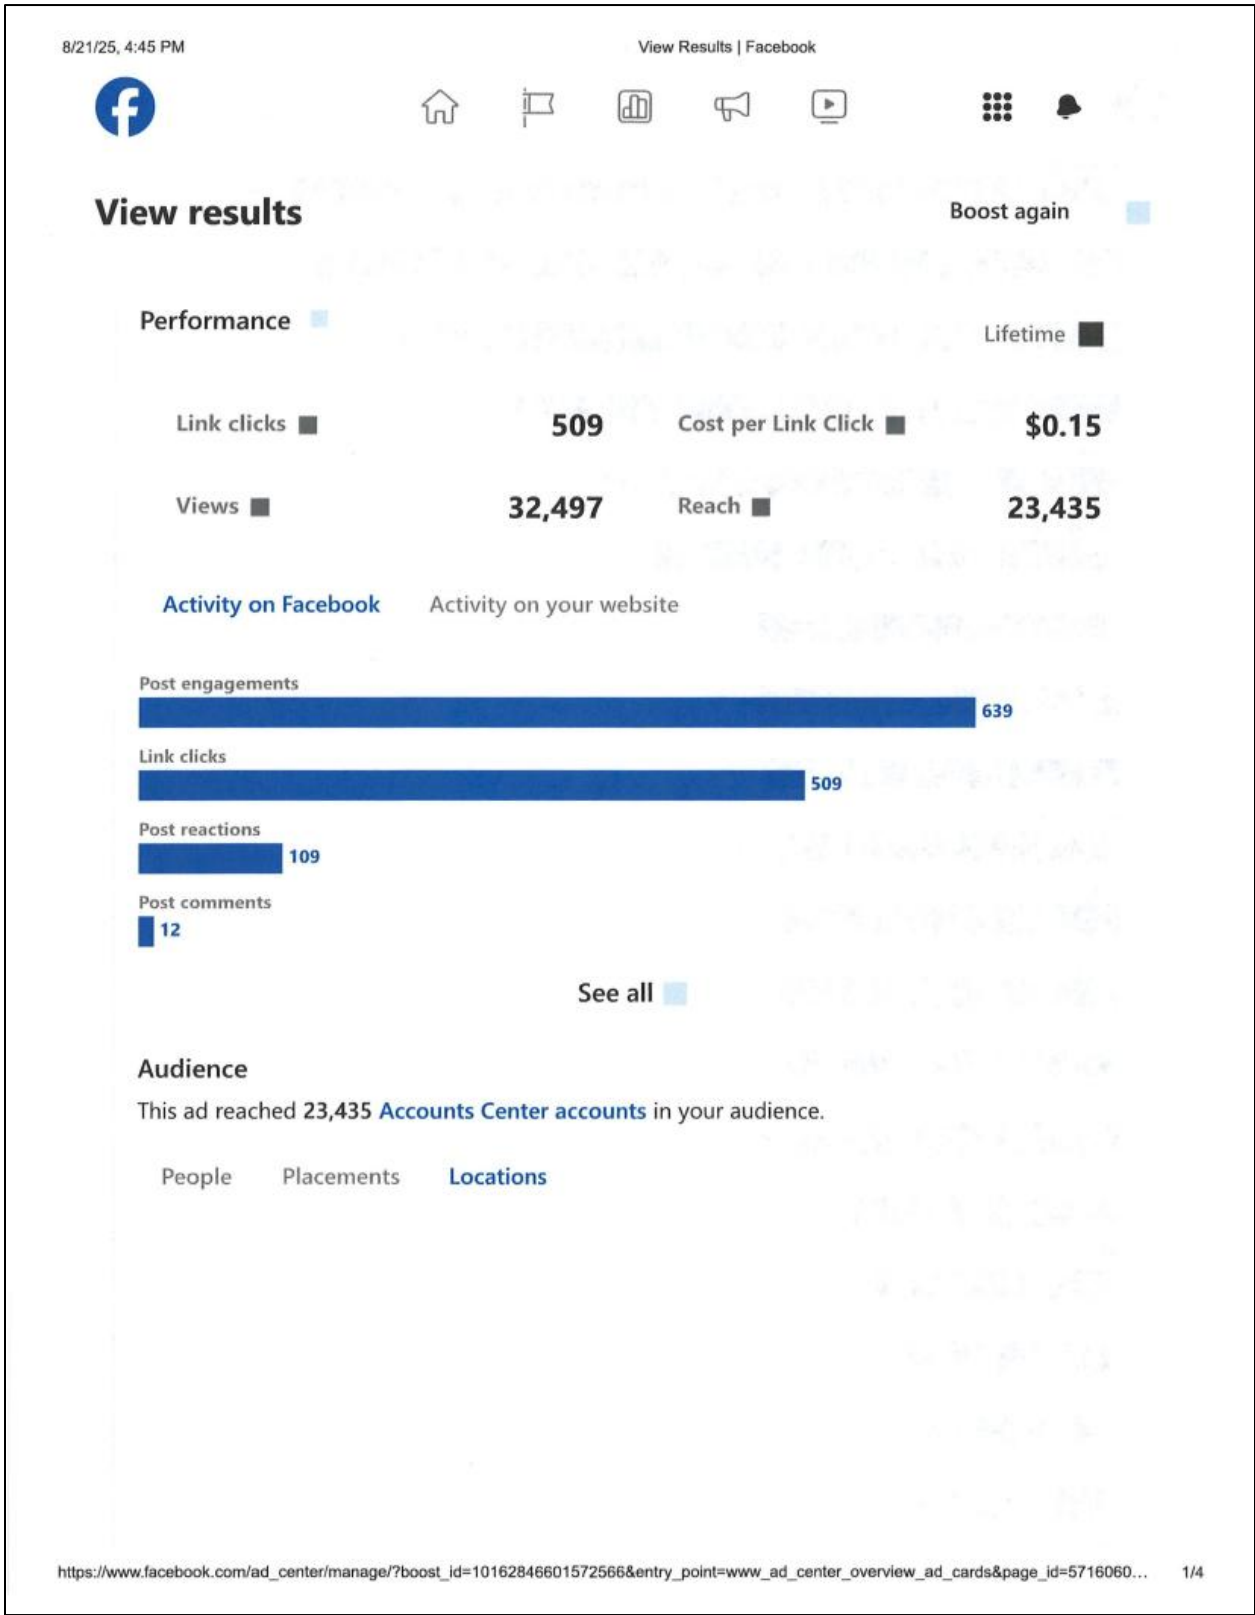 8/21/25, 4:45 PM View Results | Facebook
View results Boost again
Performance Lifetime
Link clicks 509 Cost per Link Click $0.15
Views 32,497 Reach 23,435
Activity on Facebook Activity on your website
Post engagements
639
Link clicks
509
Post reactions
109
Post comments
12
See all
Audience
This ad reached 23,435 Accounts Center accounts in your audience.
People Placements Locations
https://www.facebook.com/ad_center/manage/?boost_id=10162846601572566&entry_point=www_ad_center_overview_ad_cards&page_id=5716060... 1/4